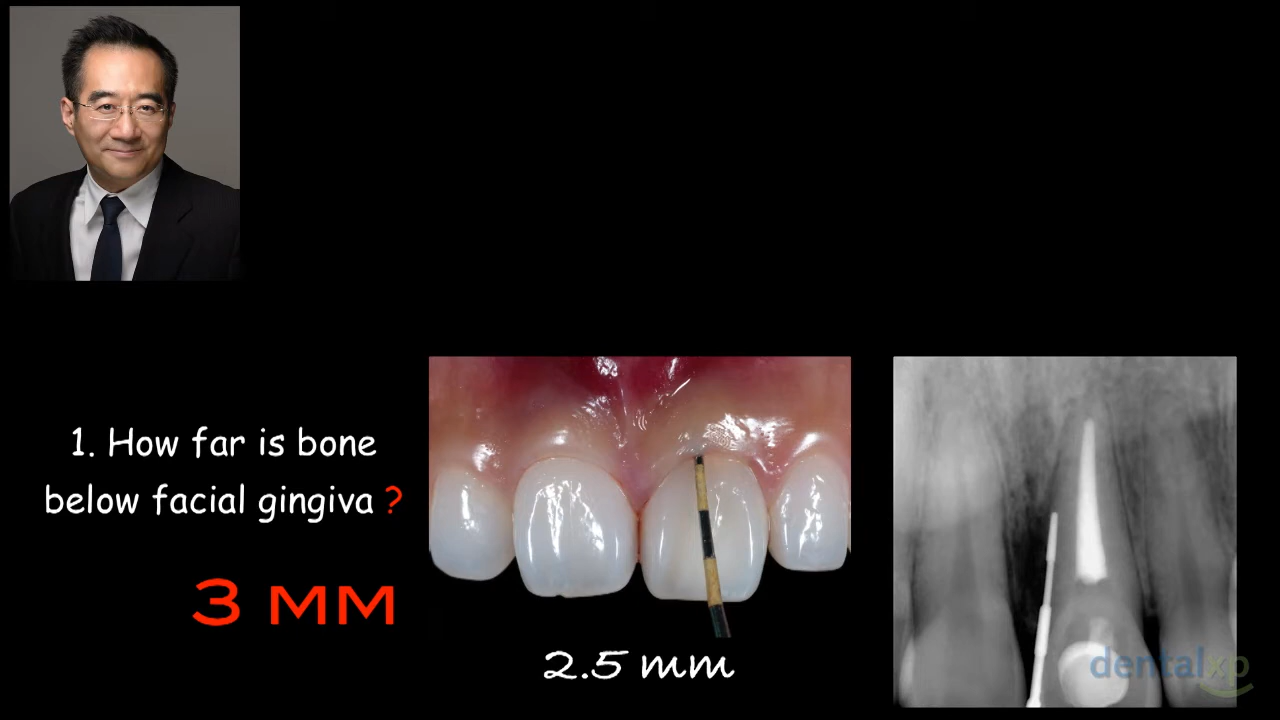 1. How far is bone
below facial gingiva ?
3 MM
2.5 mm
dentalxp